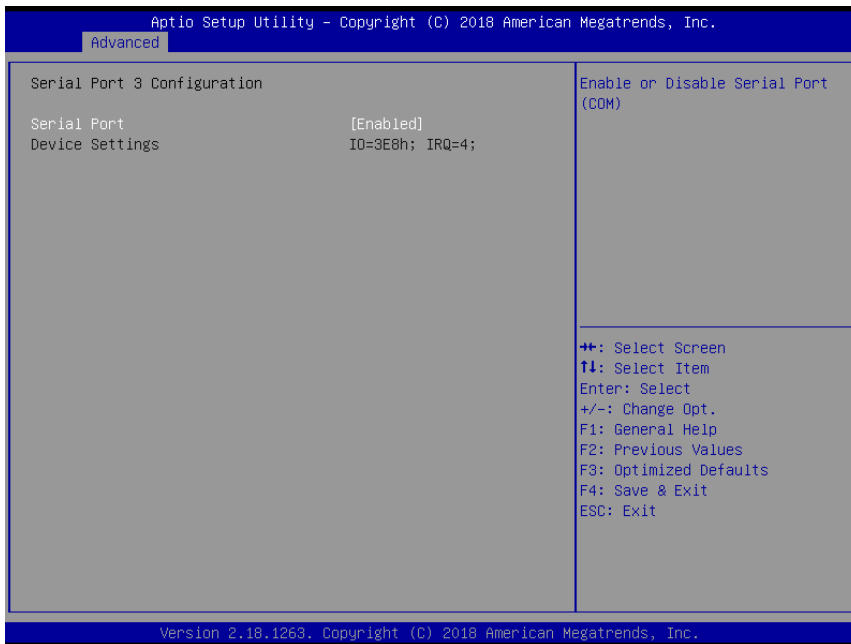 Aptio Setup Utility – Copyright (C) 2018 American Megatrends, Inc.
Advanced
Serial Port 3 Configuration
Serial Port [Enabled]
Device Settings IO=3E8h; IRQ=4;
Enable or Disable Serial Port
(COM)
→←: Select Screen
↑↓: Select Item
Enter: Select
+/-: Change Opt.
F1: General Help
F2: Previous Values
F3: Optimized Defaults
F4: Save & Exit
ESC: Exit
Version 2.18.1263. Copyright (C) 2018 American Megatrends, Inc.